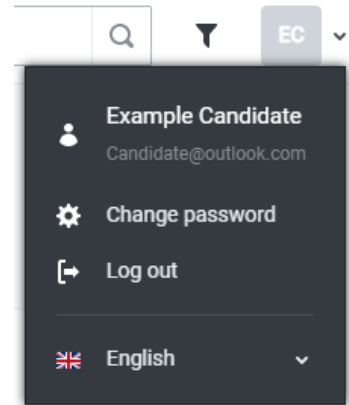 EC
Example Candidate
Candidate@outlook.com
Change password
Log out
English